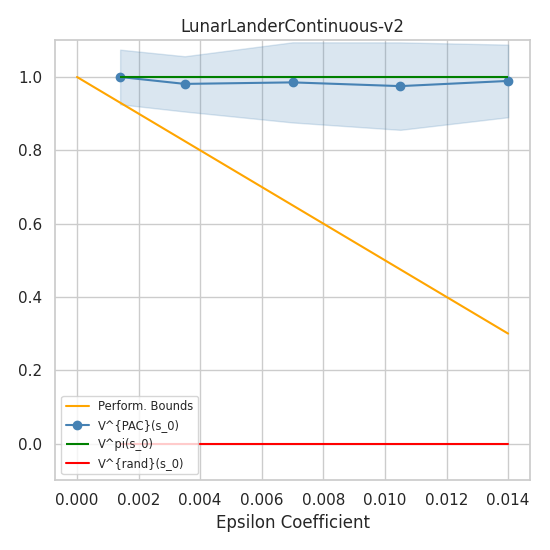 LunarLanderContinuous-v2
1.0
0.8
0.6
0.4
0.2
0.0
Perform. Bounds
V^{PAC}(s_0)
V^pi(s_0)
V^{rand}(s_0)
0.000 0.002 0.004 0.006 0.008 0.010 0.012 0.014
Epsilon Coefficient